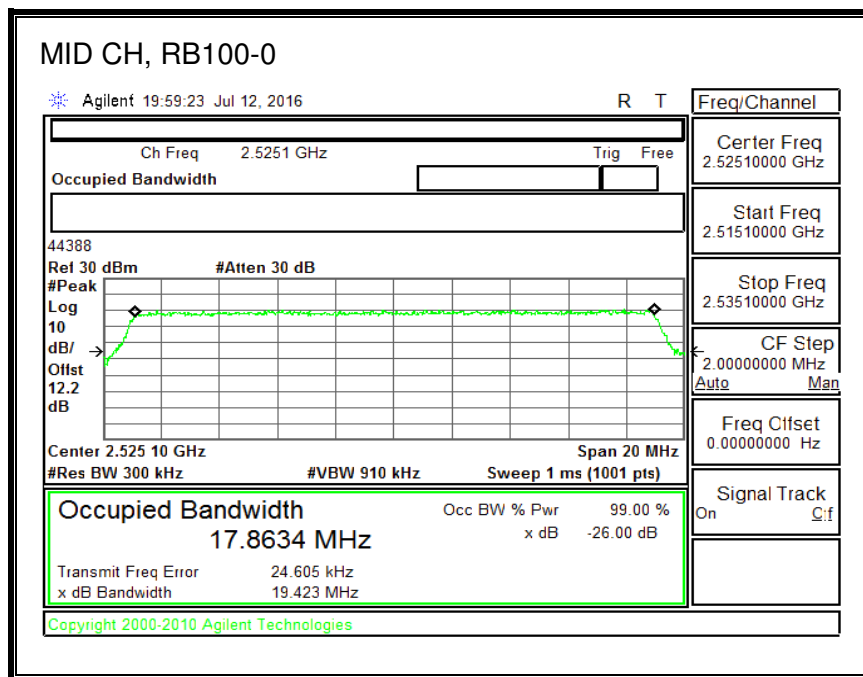 MID CH, RB100-0
Agilent 19:59:23 Jul 12, 2016 R T
Freq/Channel
Ch Freq 2.5251 GHz Trig Free
Occupied Bandwidth
Center Freq
2.52510000 GHz
Start Freq
2.51510000 GHz
Stop Freq
2.53510000 GHz
CF Step
2.00000000 MHz
Auto Man
Freq Offset
0.00000000 Hz
Signal Track
On Off
44388
Ref 30 dBm #Atten 30 dB
#Peak
Log
10
dB/
Offst
12.2
dB
Center 2.525 10 GHz Span 20 MHz
#Res BW 300 kHz #VBW 910 kHz Sweep 1 ms (1001 pts)
Occupied Bandwidth
17.8634 MHz
Occ BW % Pwr 99.00 %
x dB -26.00 dB
Transmit Freq Error 24.605 kHz
x dB Bandwidth 19.423 MHz
Copyright 2000-2010 Agilent Technologies